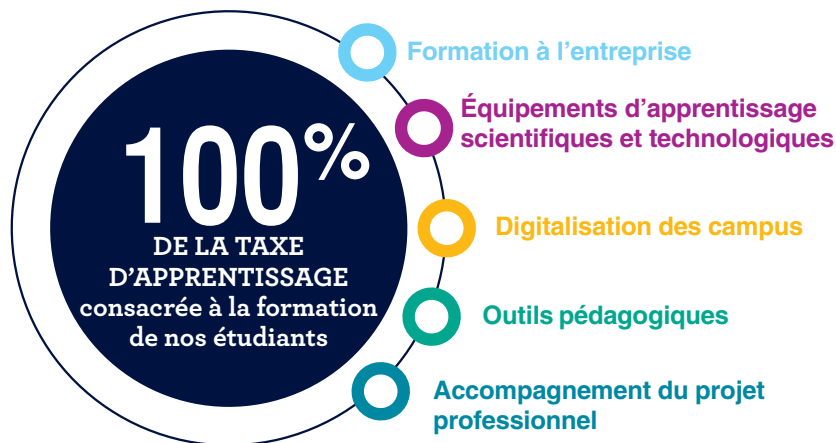 100%
DE LA TAXE
D'APPRENTISSAGE
consacrée à la formation
de nos étudiants
Formation à l'entreprise
Équipements d'apprentissage
scientifiques et technologiques
Digitalisation des campus
Outils pédagogiques
Accompagnement du projet
professionnel